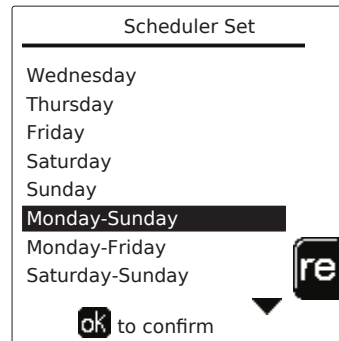 Scheduler Set
Wednesday
Thursday
Friday
Saturday
Sunday
Monday-Sunday
Monday-Friday
Saturday-Sunday
re
ok to confirm